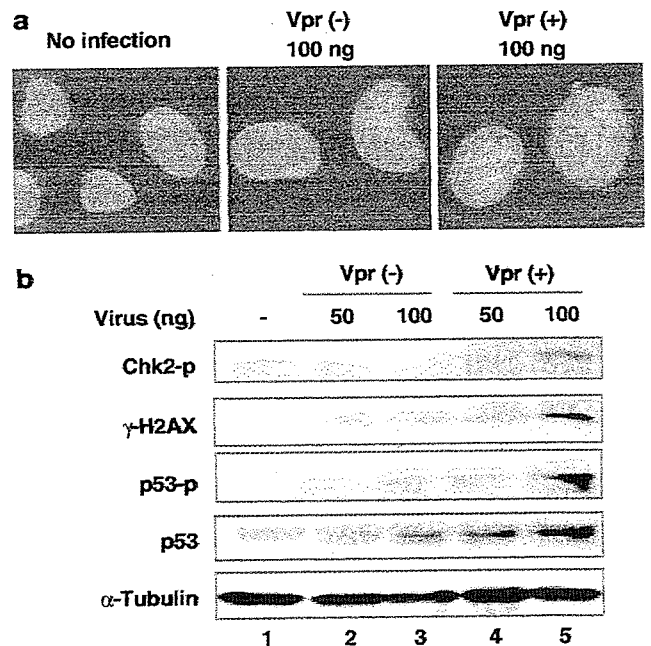 a
No infection
Vpr (-)
100 ng
Vpr (+)
100 ng
b
Vpr (-)
Vpr (+)
Virus (ng)
-
50
100
50
100
Chk2-p
γ-H2AX
p53-p
p53
α-Tubulin
1
2
3
4
5